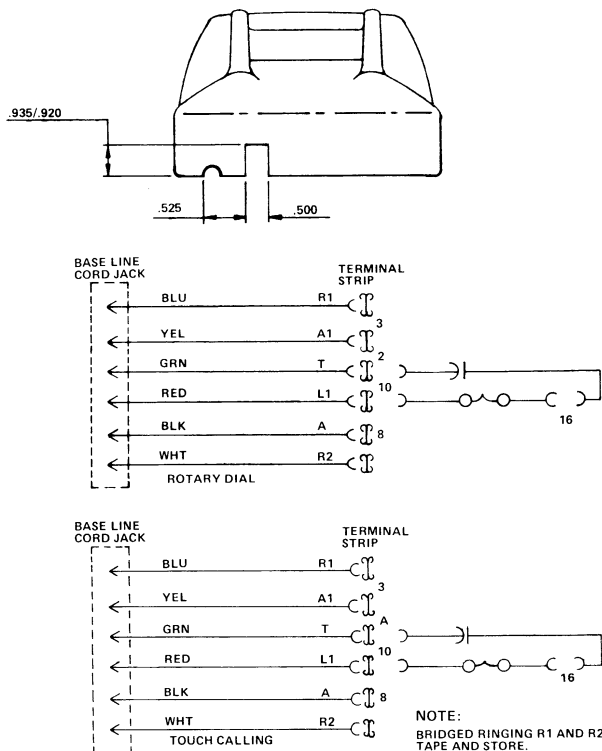 .935/.920
.525
.500
BASE LINE
CORD JACK
TERMINAL
STRIP
BLU R1
3
YEL A1
2
GRN T
10
RED L1
16
BLK A 8
WHT R2
ROTARY DIAL
BASE LINE
CORD JACK
TERMINAL
STRIP
BLU R1
3
YEL A1
A
GRN T
10
RED L1
16
BLK A 8
WHT R2
TOUCH CALLING
NOTE:
BRIDGED RINGING R1 AND R2
TAPE AND STORE.